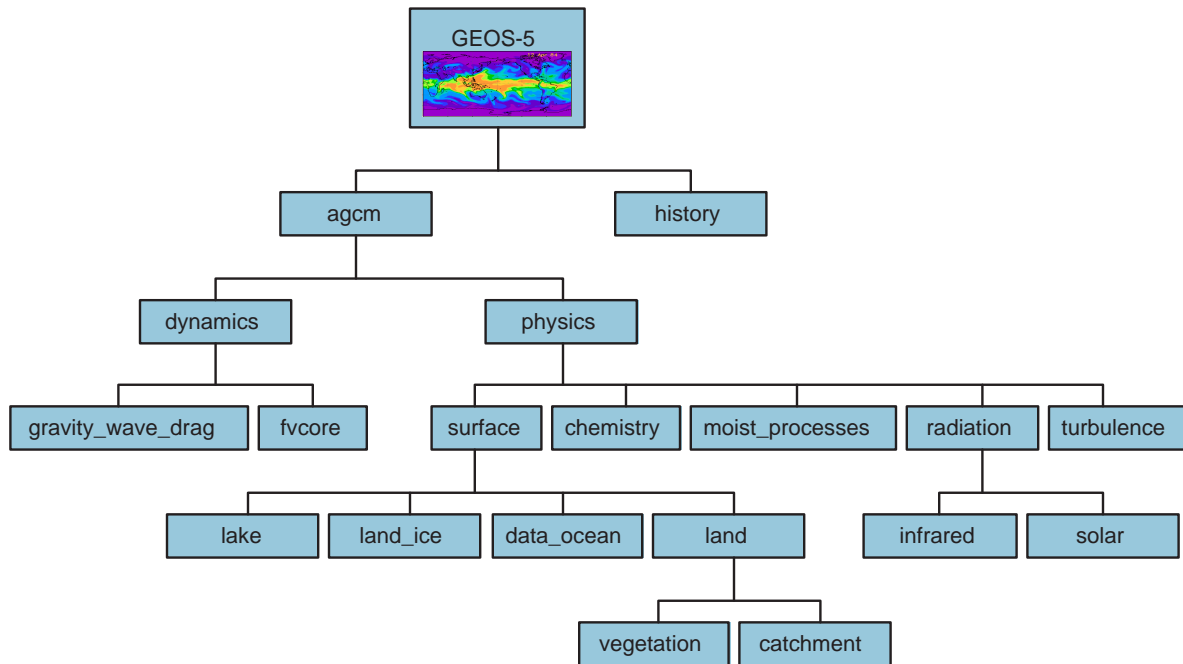 GEOS-5
agcm
history
dynamics
physics
gravity_wave_drag
fvcore
surface
chemistry
moist_processes
radiation
turbulence
lake
land_ice
data_ocean
land
infrared
solar
vegetation
catchment